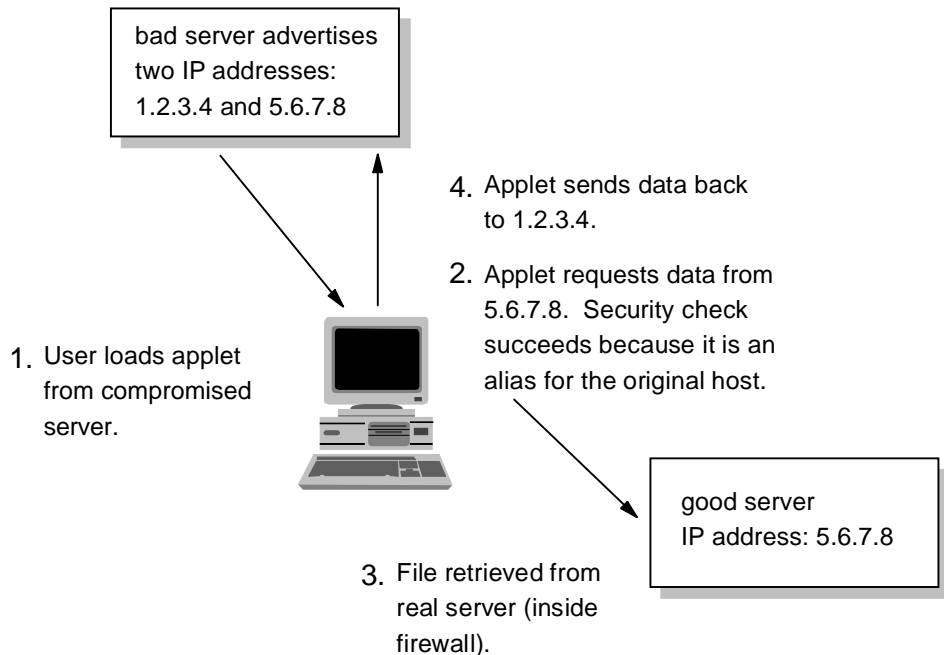 bad server advertises
two IP addresses:
1.2.3.4 and 5.6.7.8
4. Applet sends data back
to 1.2.3.4.
2. Applet requests data from
5.6.7.8. Security check
succeeds because it is an
alias for the original host.
1. User loads applet
from compromised
server.
good server
IP address: 5.6.7.8
3. File retrieved from
real server (inside
firewall).